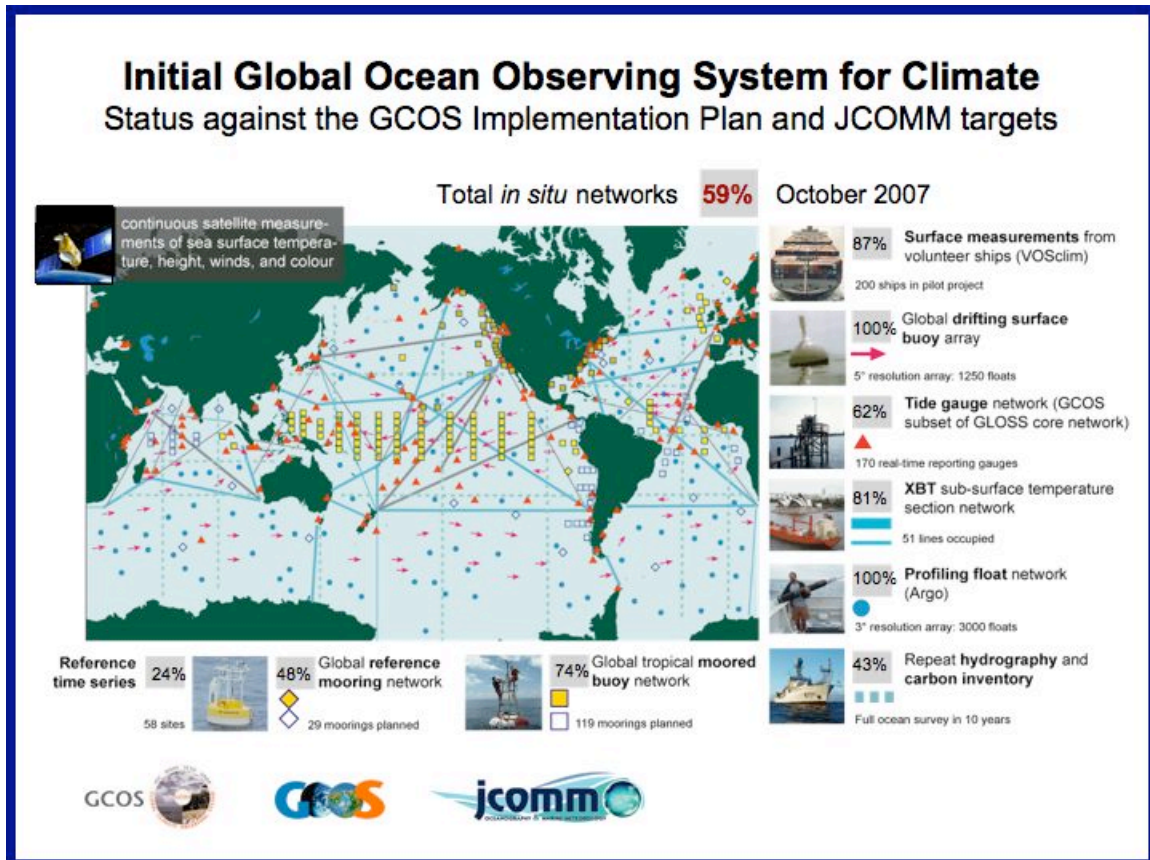 Initial Global Ocean Observing System for Climate
Status against the GCOS Implementation Plan and JCOMM targets
Total in situ networks 59% October 2007
continuous satellite measure-
ments of sea surface tempera-
ture, height, winds, and colour
87% Surface measurements from
volunteer ships (VOSclim)
200 ships in pilot project
100% Global drifting surface
buoy array
5° resolution array: 1250 floats
62% Tide gauge network (GCOS
subset of GLOSS core network)
170 real-time reporting gauges
81% XBT sub-surface temperature
section network
51 lines occupied
100% Profiling float network
(Argo)
3° resolution array: 3000 floats
43% Repeat hydrography and
carbon inventory
Full ocean survey in 10 years
Reference
time series 24%
58 sites
48% Global reference
mooring network
29 moorings planned
74% Global tropical moored
buoy network
119 moorings planned
GCOS
GOOS
jcomm